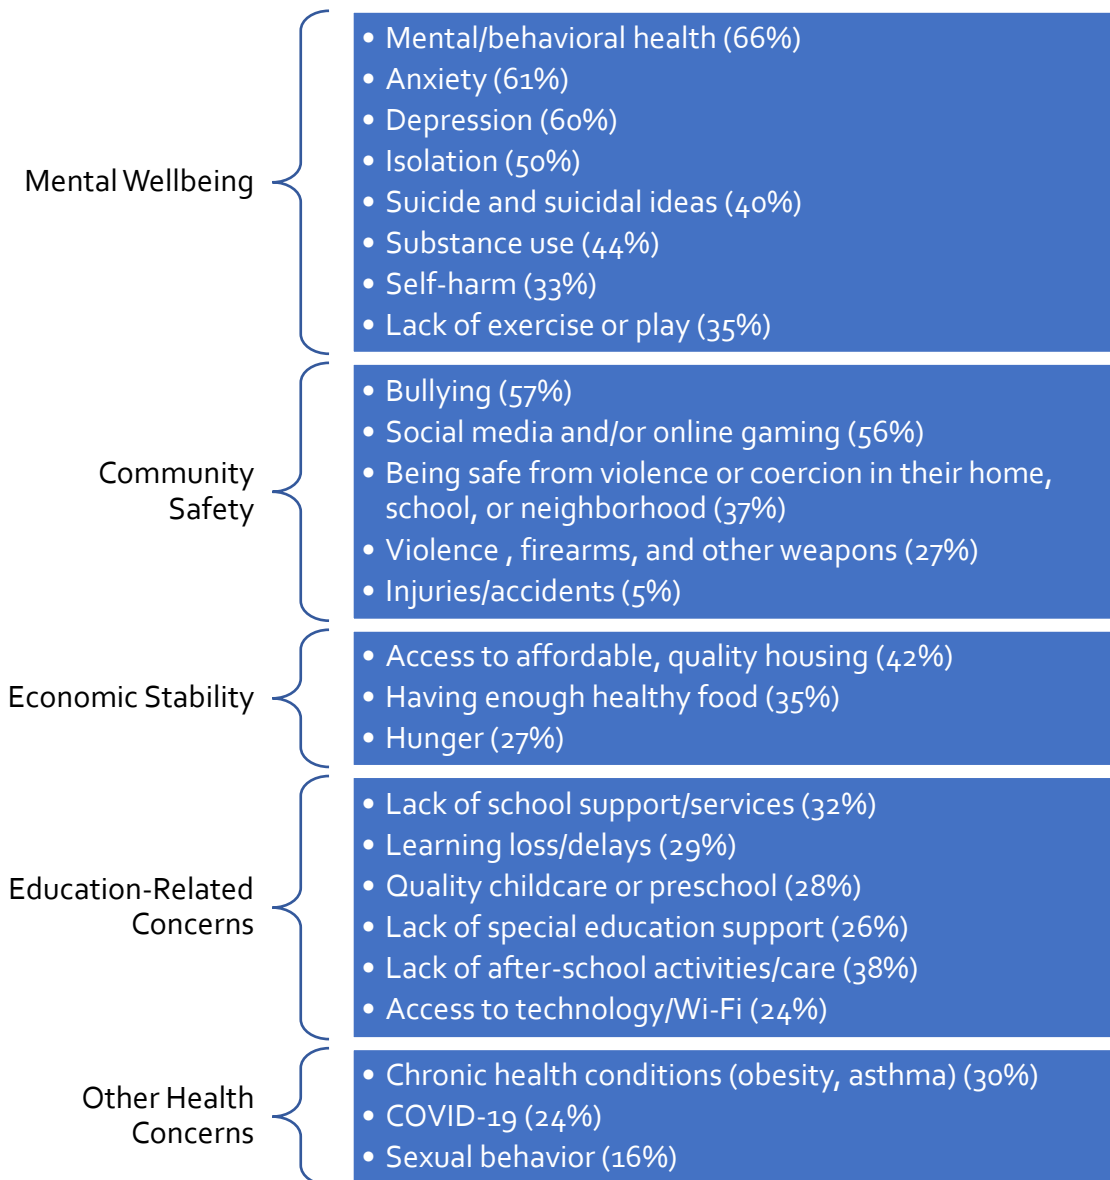 Mental Wellbeing
• Mental/behavioral health (66%)
• Anxiety (61%)
• Depression (60%)
• Isolation (50%)
• Suicide and suicidal ideas (40%)
• Substance use (44%)
• Self-harm (33%)
• Lack of exercise or play (35%)
Community
Safety
• Bullying (57%)
• Social media and/or online gaming (56%)
• Being safe from violence or coercion in their home,
school, or neighborhood (37%)
• Violence , firearms, and other weapons (27%)
• Injuries/accidents (5%)
Economic Stability
• Access to affordable, quality housing (42%)
• Having enough healthy food (35%)
• Hunger (27%)
Education-Related
Concerns
• Lack of school support/services (32%)
• Learning loss/delays (29%)
• Quality childcare or preschool (28%)
• Lack of special education support (26%)
• Lack of after-school activities/care (38%)
• Access to technology/Wi-Fi (24%)
Other Health
Concerns
• Chronic health conditions (obesity, asthma) (30%)
• COVID-19 (24%)
• Sexual behavior (16%)